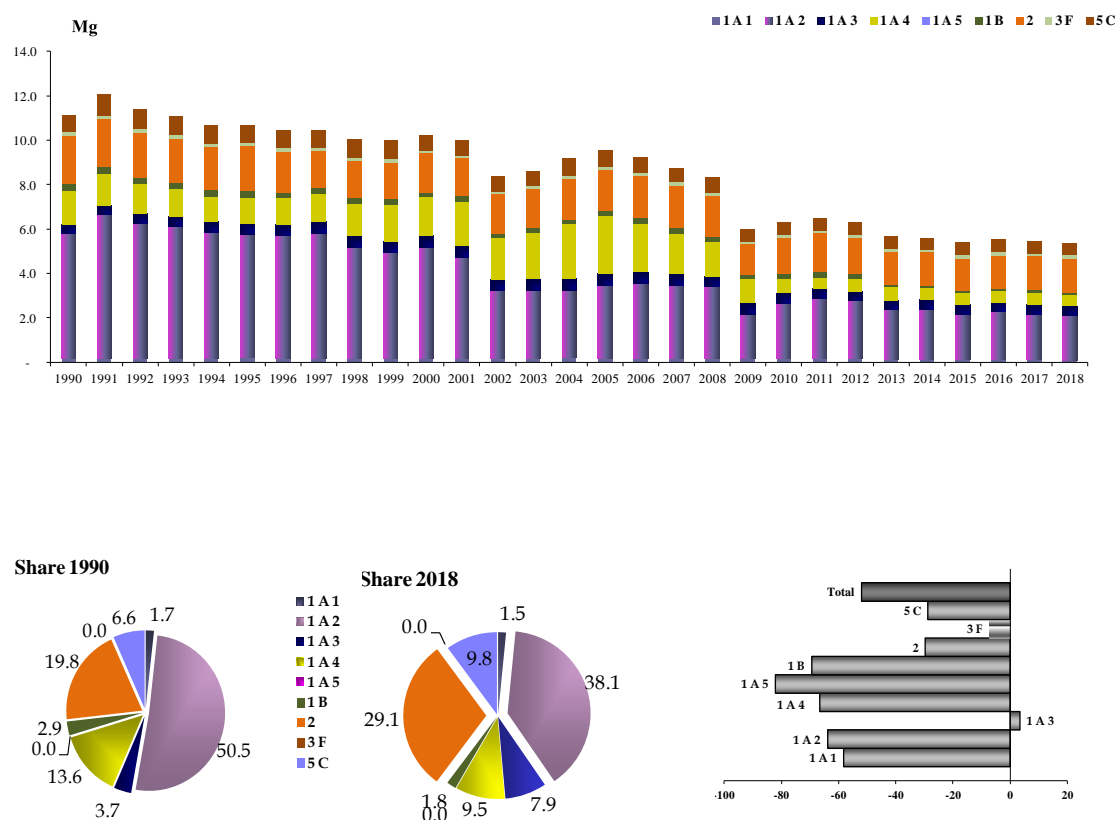 1 A 1 1 A 2 1 A 3 1 A 4 1 A 5 1 B 2 3 F 5 C
Mg
14.0
12.0
10.0
8.0
6.0
4.0
2.0
-
1990 1991 1992 1993 1994 1995 1996 1997 1998 1999 2000 2001 2002 2003 2004 2005 2006 2007 2008 2009 2010 2011 2012 2013 2014 2015 2016 2017 2018
Share 1990
1.7
50.5
3.7
13.6
0.0
2.9
19.8
0.0
6.6
1 A 1
1 A 2
1 A 3
1 A 4
1 A 5
1 B
2
3 F
5 C
Share 2018
1.5
38.1
7.9
9.5
0.0
1.8
29.1
0.0
9.8
Total
5 C
3 F
2
1 B
1 A 5
1 A 4
1 A 3
1 A 2
1 A 1
-100 -80 -60 -40 -20 0 20